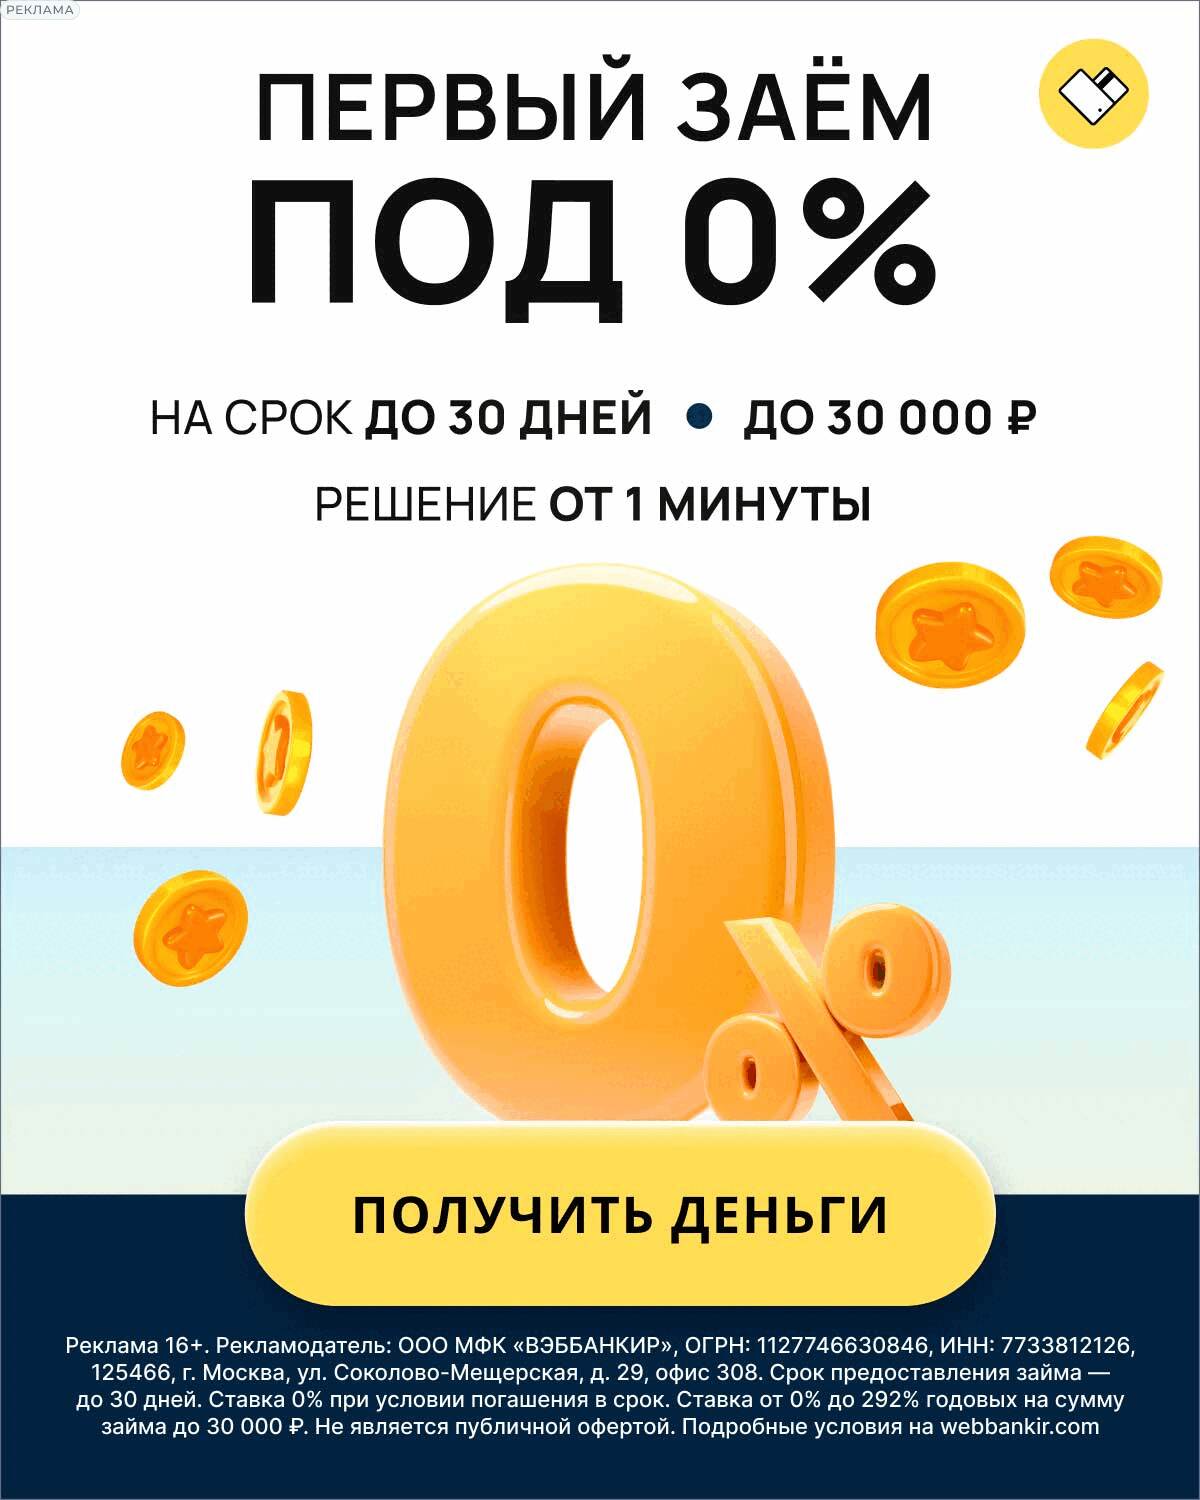 РЕКЛАМА
ПЕРВЫЙ ЗАЁМ
ПОД 0%
НА СРОК ДО 30 ДНЕЙ ● ДО 30 000 ₽
РЕШЕНИЕ ОТ 1 МИНУТЫ
0%
ПОЛУЧИТЬ ДЕНЬГИ
Реклама 16+. Рекламодатель: ООО МФК «ВЭББАНКИР», ОГРН: 1127746630846, ИНН: 7733812126,
125466, г. Москва, ул. Соколово-Мещерская, д. 29, офис 308. Срок предоставления займа —
до 30 дней. Ставка 0% при условии погашения в срок. Ставка от 0% до 292% годовых на сумму
займа до 30 000 ₽. Не является публичной офертой. Подробные условия на webbankir.com